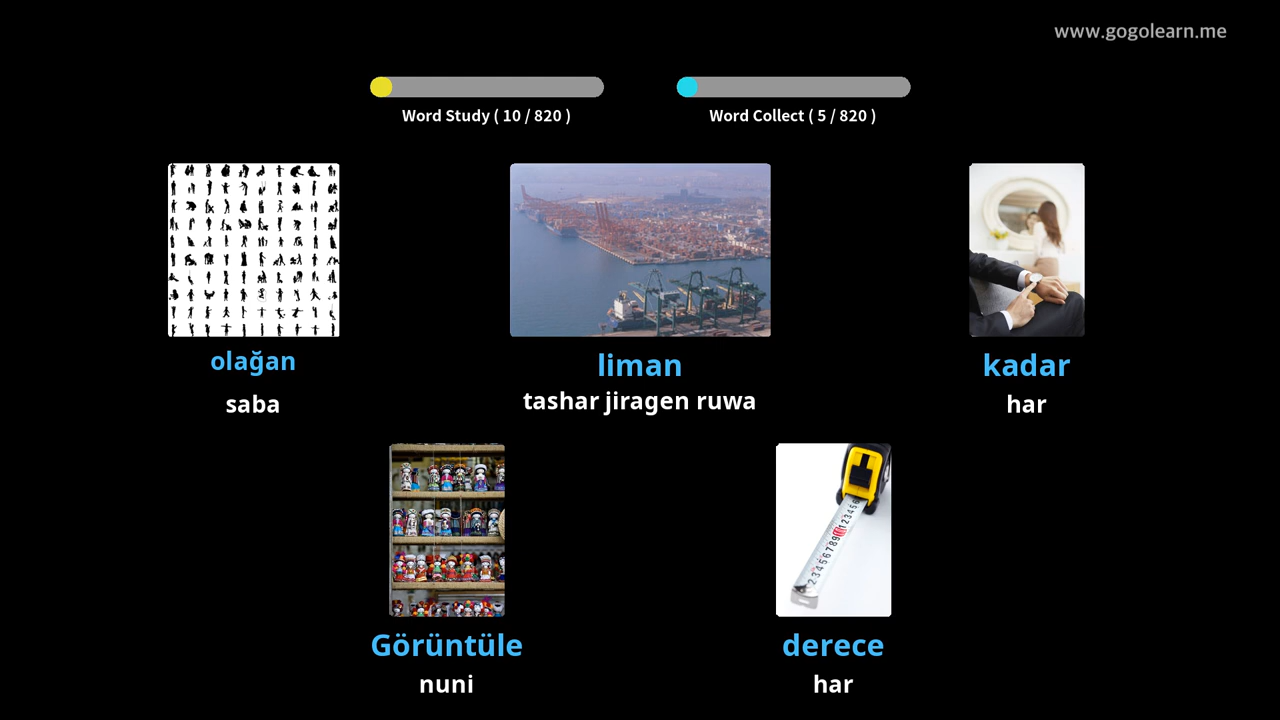 www.gogolearn.me
Word Study ( 10 / 820 )
Word Collect ( 5 / 820 )
olağan
liman
kadar
saba
tashar jiragen ruwa
har
Görüntüle
derece
nuni
har